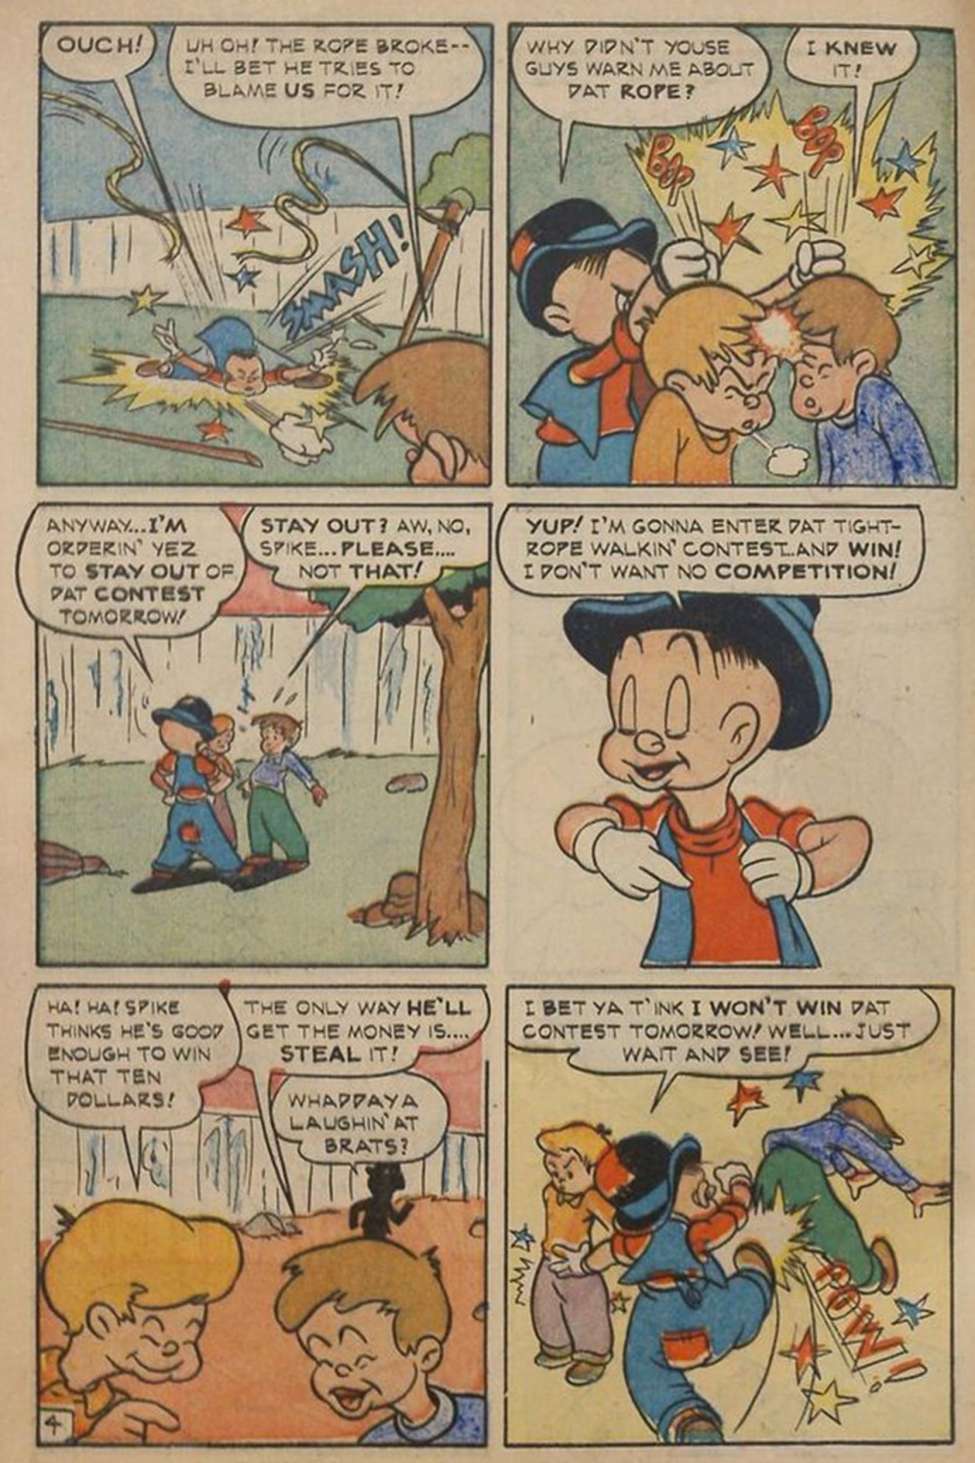 OUCH!
UH OH! THE ROPE BROKE--
I'LL BET HE TRIES TO
BLAME US FOR IT!
SMASH!
WHY DIDN'T YOUSE
GUYS WARN ME ABOUT
DAT ROPE?
I KNEW
IT!
BOP
BOP
ANYWAY...I'M
ORDERIN' YEZ
TO STAY OUT OF
DAT CONTEST
TOMORROW!
STAY OUT? AW, NO,
SPIKE... PLEASE....
NOT THAT!
YUP! I'M GONNA ENTER DAT TIGHT-
ROPE WALKIN' CONTEST...AND WIN!
I DON'T WANT NO COMPETITION!
HA! HA! SPIKE
THINKS HE'S GOOD
ENOUGH TO WIN
THAT TEN
DOLLARS!
THE ONLY WAY HE'LL
GET THE MONEY IS....
STEAL IT!
WHADDAYA
LAUGHIN' AT
BRATS?
4
I BET YA T'INK I WON'T WIN DAT
CONTEST TOMORROW! WELL...JUST
WAIT AND SEE!
POW!!